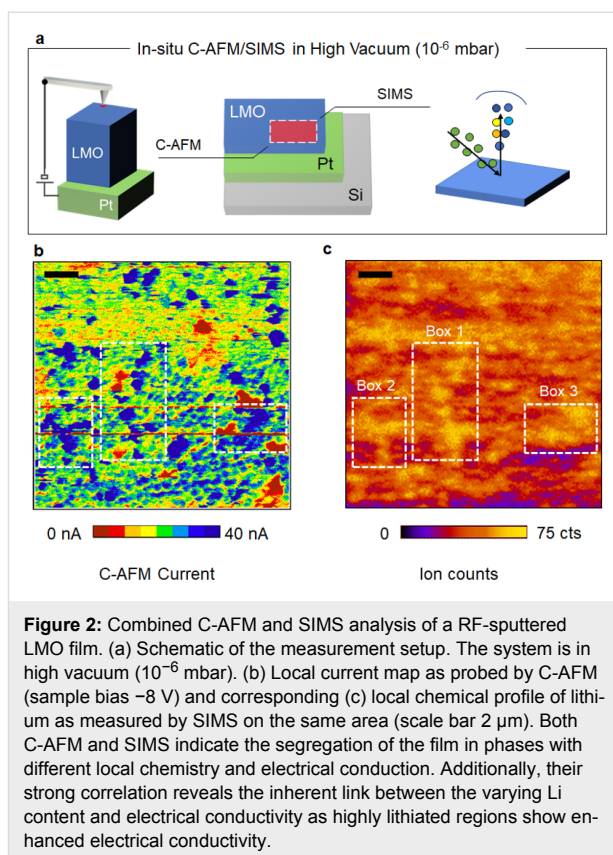 a
In-situ C-AFM/SIMS in High Vacuum (10⁻⁶ mbar)
LMO
Pt
C-AFM
LMO
Pt
Si
SIMS
b
c
Box 1
Box 2
Box 3
0 nA
40 nA
C-AFM Current
0
75 cts
Ion counts
Figure 2: Combined C-AFM and SIMS analysis of a RF-sputtered
LMO film. (a) Schematic of the measurement setup. The system is in
high vacuum (10⁻⁶ mbar). (b) Local current map as probed by C-AFM
(sample bias −8 V) and corresponding (c) local chemical profile of lithi-
um as measured by SIMS on the same area (scale bar 2 μm). Both
C-AFM and SIMS indicate the segregation of the film in phases with
different local chemistry and electrical conduction. Additionally, their
strong correlation reveals the inherent link between the varying Li
content and electrical conductivity as highly lithiated regions show en-
hanced electrical conductivity.